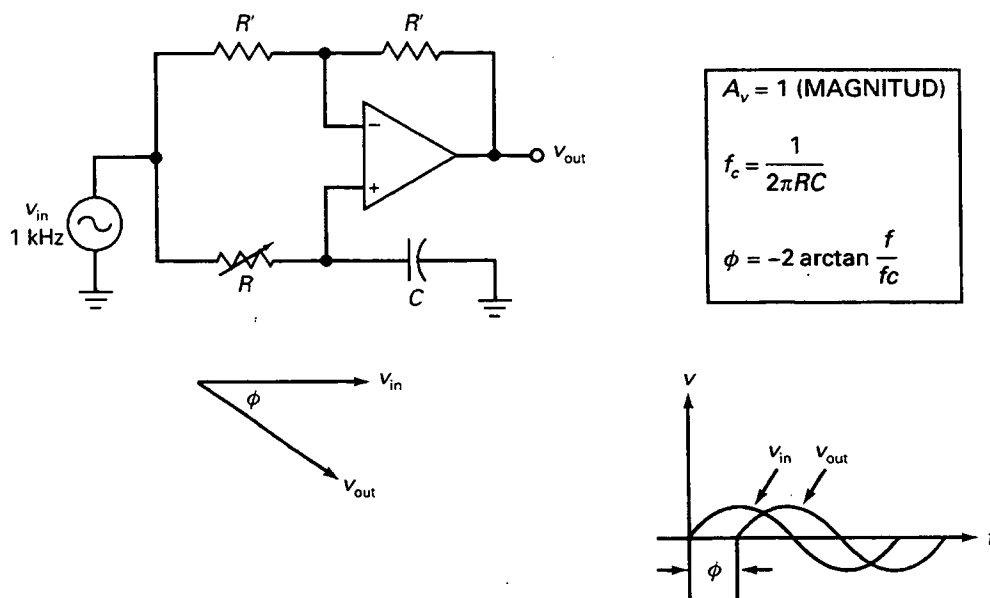 R'
R'
−
+
v_out
v_in
1 kHz
R
C
A_v = 1 (MAGNITUD)
f_c = 1 / 2πRC
ϕ = −2 arctan f / fc
v_in
ϕ
v_out
v
v_in
v_out
t
ϕ